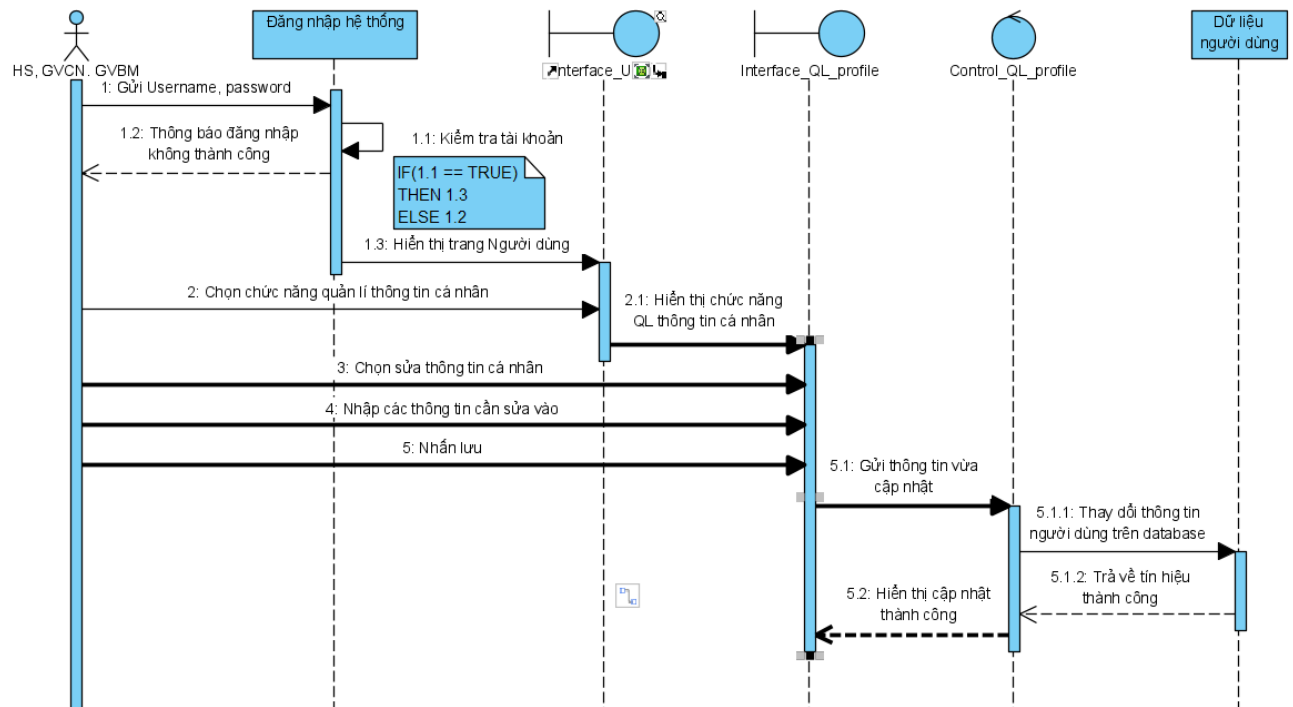 Đăng nhập hệ thống
Dữ liệu
người dùng
HS, GVCN. GVBM
Interface_QL_profile
Control_QL_profile
1: Gửi Username, password
1.2: Thông báo đăng nhập
không thành công
1.1: Kiểm tra tài khoản
IF(1.1 == TRUE)
THEN 1.3
ELSE 1.2
1.3: Hiển thị trang Người dùng
2: Chọn chức năng quản lí thông tin cá nhân
2.1: Hiển thị chức năng
QL thông tin cá nhân
3: Chọn sửa thông tin cá nhân
4: Nhập các thông tin cần sửa vào
5: Nhấn lưu
5.1: Gửi thông tin vừa
cập nhật
5.1.1: Thay dổi thông tin
người dùng trên database
5.1.2: Trả về tín hiệu
thành công
5.2: Hiển thị cập nhật
thành công